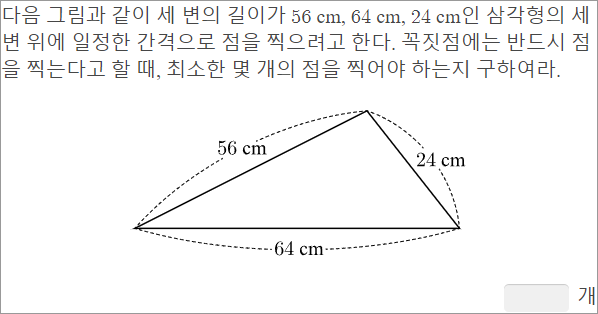 다음 그림과 같이 세 변의 길이가 56 cm, 64 cm, 24 cm인 삼각형의 세
변 위에 일정한 간격으로 점을 찍으려고 한다. 꼭짓점에는 반드시 점
을 찍는다고 할 때, 최소한 몇 개의 점을 찍어야 하는지 구하여라.
56 cm
24 cm
64 cm
개